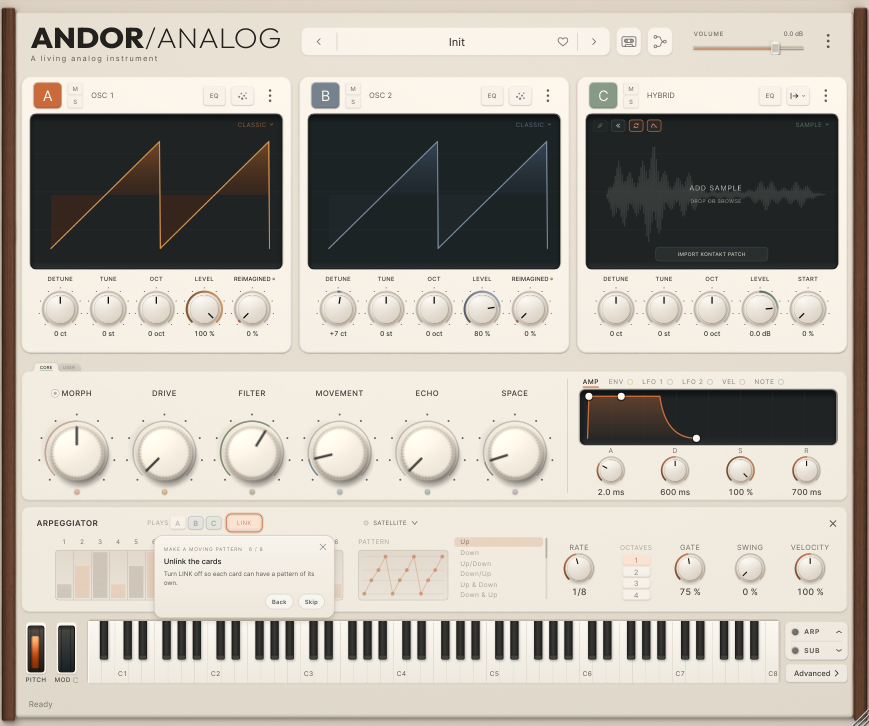 ANDOR/ANALOG
A living analog instrument
Init
VOLUME 0.0 dB
A M S OSC 1 EQ
CLASSIC
DETUNE TUNE OCT LEVEL REIMAGINED
0 ct 0 st 0 oct 100 % 0 %
B M S OSC 2 EQ
CLASSIC
DETUNE TUNE OCT LEVEL REIMAGINED
+7 ct 0 st 0 oct 80 % 0 %
C M S HYBRID EQ
SAMPLE
ADD SAMPLE
DROP OR BROWSE
IMPORT KONTAKT PATCH
DETUNE TUNE OCT LEVEL START
0 ct 0 st 0 oct 0.0 dB 0 %
CORE USER
MORPH DRIVE FILTER MOVEMENT ECHO SPACE
AMP ENV LFO 1 LFO 2 VEL NOTE
A D S R
2.0 ms 600 ms 100 % 700 ms
ARPEGGIATOR PLAYS A B C LINK SATELLITE
1 2 3 4 5
MAKE A MOVING PATTERN 6 / 8
Unlink the cards
Turn LINK off so each card can have a pattern of its
own.
Back Skip
PATTERN
Up
Down
Up/Down
Down/Up
Up & Down
Down & Up
RATE OCTAVES GATE SWING VELOCITY
1
2
3
4
1/8 75 % 0 % 100 %
PITCH MOD
C1 C2 C3 C4 C5 C6 C7 C8
ARP
SUB
Advanced
Ready